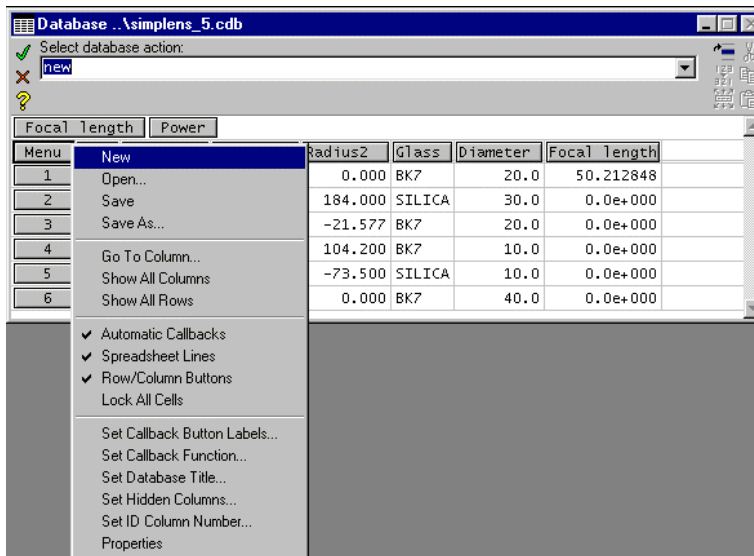 Database ..\simplens_5.cdb
Select database action:
new
Focal length Power
Menu Radius2 Glass Diameter Focal length
1 0.000 BK7 20.0 50.212848
2 184.000 SILICA 30.0 0.0e+000
3 -21.577 BK7 20.0 0.0e+000
4 104.200 BK7 10.0 0.0e+000
5 -73.500 SILICA 10.0 0.0e+000
6 0.000 BK7 40.0 0.0e+000
New
Open...
Save
Save As...
Go To Column...
Show All Columns
Show All Rows
Automatic Callbacks
Spreadsheet Lines
Row/Column Buttons
Lock All Cells
Set Callback Button Labels...
Set Callback Function...
Set Database Title...
Set Hidden Columns...
Set ID Column Number...
Properties